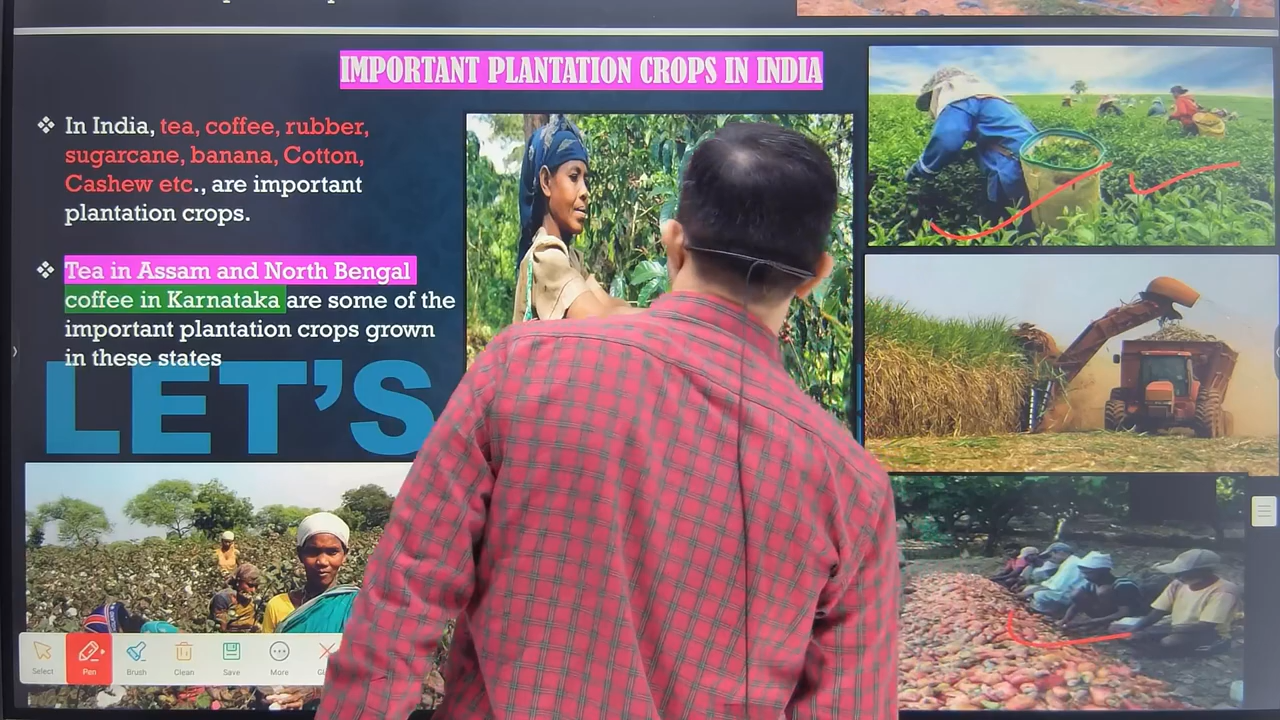 IMPORTANT PLANTATION CROPS IN INDIA
❖ In India, tea, coffee, rubber,
sugarcane, banana, Cotton,
Cashew etc., are important
plantation crops.
❖ Tea in Assam and North Bengal
coffee in Karnataka are some of the
important plantation crops grown
in these states
LET'S
Select
Pen
Brush
Clean
Save
More